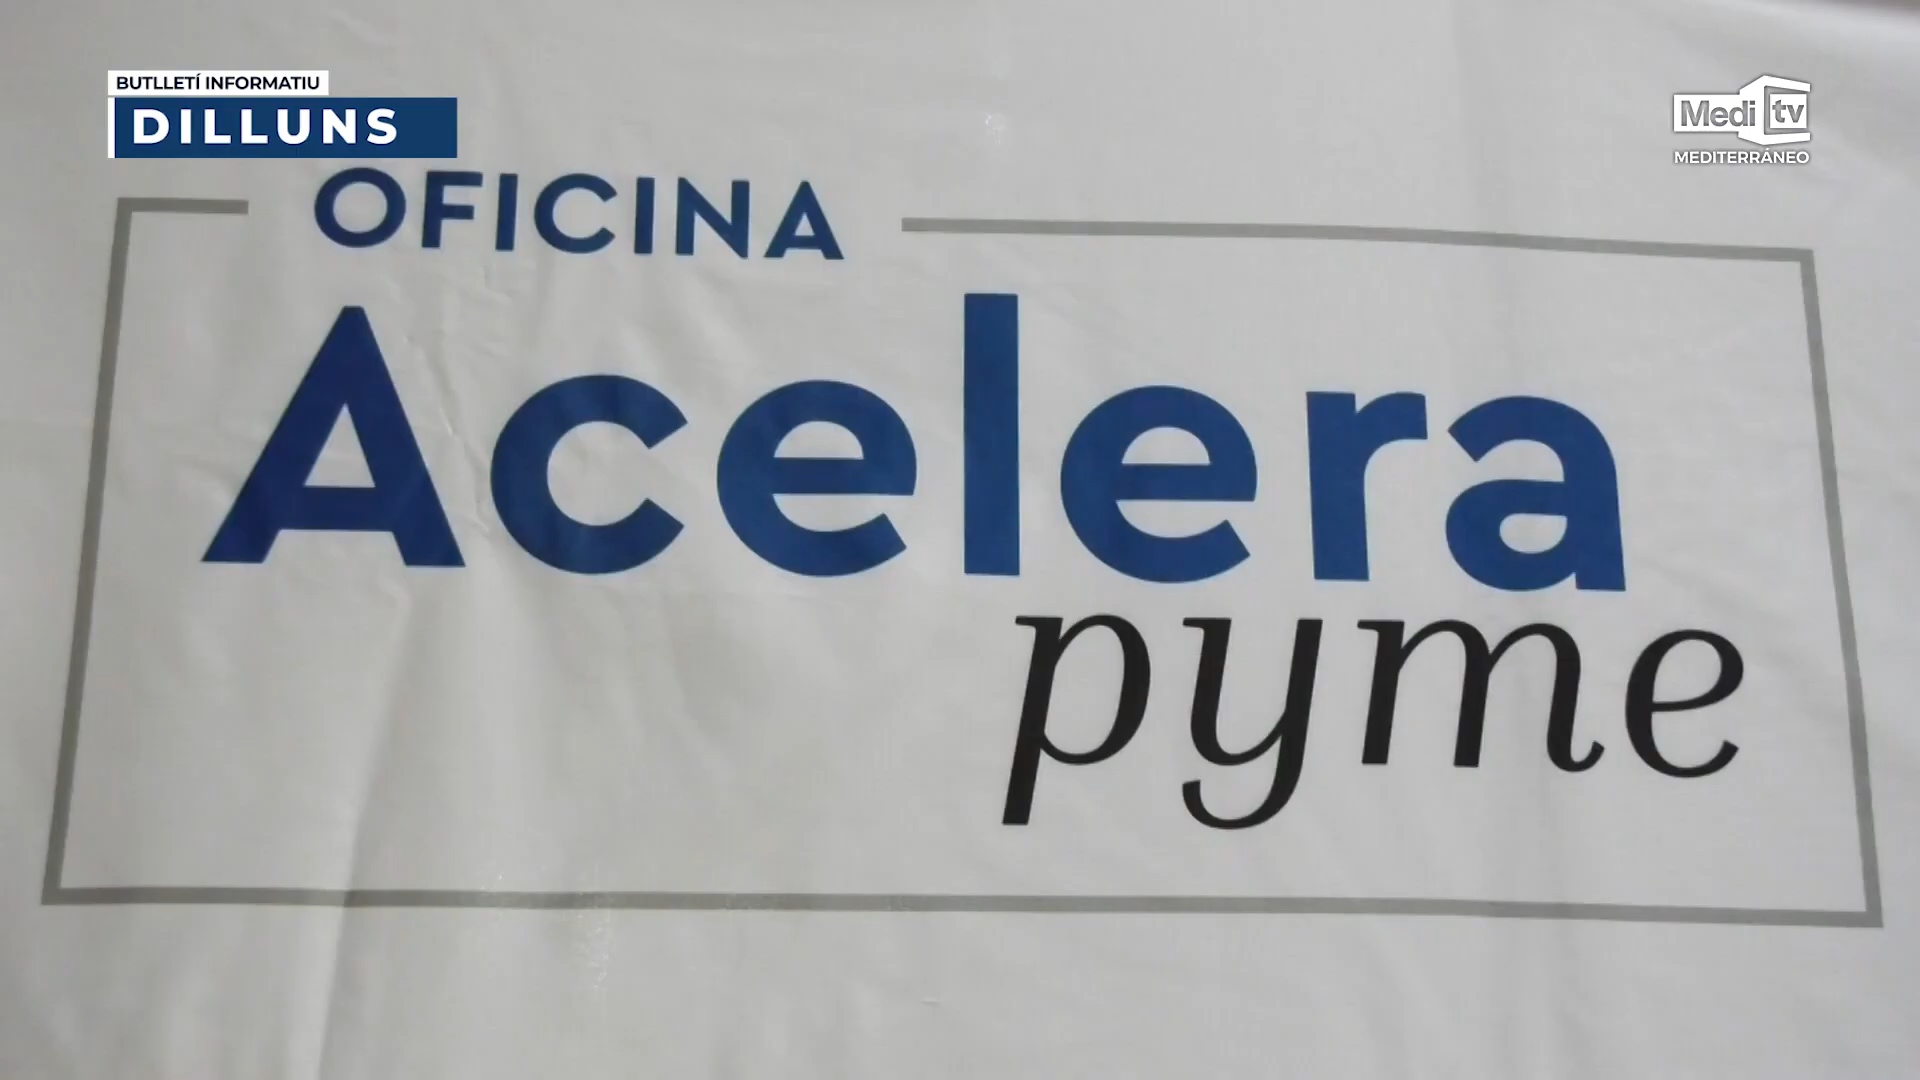 BUTLLETÍ INFORMATIU
DILLUNS
Medi tv
MEDITERRÁNEO
OFICINA
Acelera
pyme